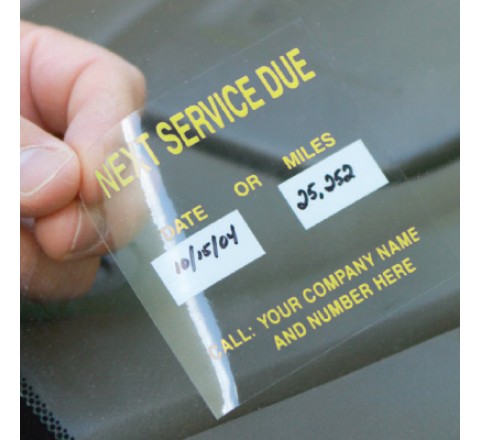 NEXT SERVICE DUE
DATE OR MILES
10/15/04 25,252
CALL: YOUR COMPANY NAME
AND NUMBER HERE